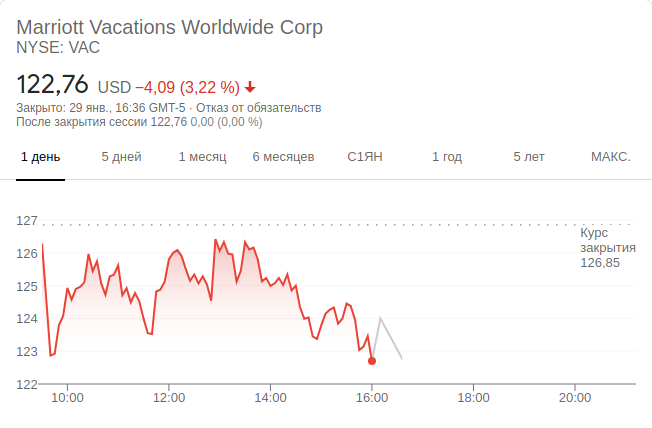 Marriott Vacations Worldwide Corp
NYSE: VAC
122,76 USD −4,09 (3,22 %)
Закрыто: 29 янв., 16:36 GMT-5 · Отказ от обязательств
После закрытия сессии 122,76 0,00 (0,00 %)
1 день 5 дней 1 месяц 6 месяцев С1ЯН 1 год 5 лет МАКС.
127
Курс
закрытия
126,85
126
125
124
123
122
10:00 12:00 14:00 16:00 18:00 20:00